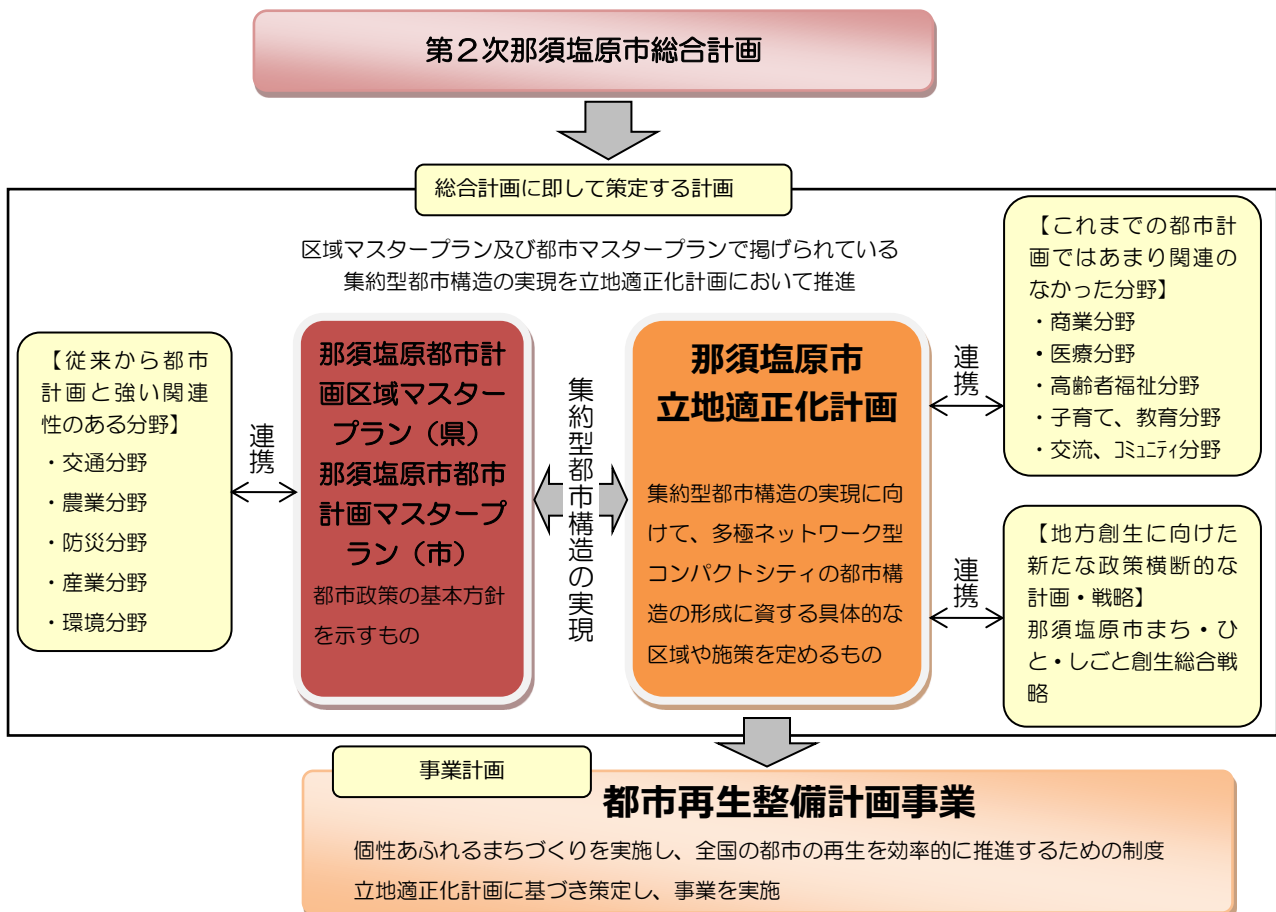 第２次那須塩原市総合計画
総合計画に即して策定する計画
区域マスタープラン及び都市マスタープランで掲げられている
集約型都市構造の実現を立地適正化計画において推進
【従来から都市
計画と強い関連
性のある分野】
・交通分野
・農業分野
・防災分野
・産業分野
・環境分野
連携
那須塩原都市計
画区域マスター
プラン（県）
那須塩原市都市
計画マスタープ
ラン（市）
都市政策の基本方針
を示すもの
集約型都市構造の実現
那須塩原市
立地適正化計画
集約型都市構造の実現に向
けて、多極ネットワーク型
コンパクトシティの都市構
造の形成に資する具体的な
区域や施策を定めるもの
連携
【これまでの都市計
画ではあまり関連の
なかった分野】
・商業分野
・医療分野
・高齢者福祉分野
・子育て、教育分野
・交流、ｺﾐｭﾆﾃｨ分野
連携
【地方創生に向けた
新たな政策横断的な
計画・戦略】
那須塩原市まち・ひ
と・しごと創生総合戦
略
事業計画
都市再生整備計画事業
個性あふれるまちづくりを実施し、全国の都市の再生を効率的に推進するための制度
立地適正化計画に基づき策定し、事業を実施